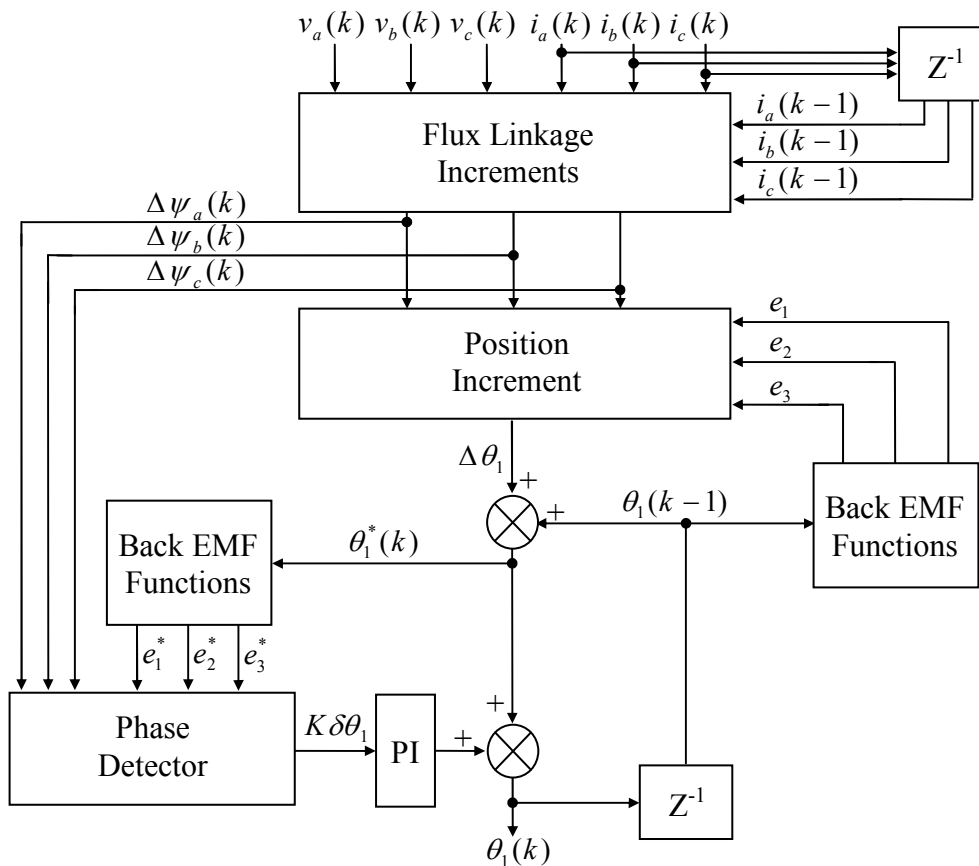 v_a(k) v_b(k) v_c(k) i_a(k) i_b(k) i_c(k)
Z^-1
i_a(k−1)
Flux Linkage
Increments
i_b(k−1)
i_c(k−1)
Δψ_a(k)
Δψ_b(k)
Δψ_c(k)
e_1
Position
Increment
e_2
e_3
Δθ_1
+
+
θ_1(k−1)
Back EMF
Functions
θ_1^*(k)
Back EMF
Functions
e_1^* e_2^* e_3^*
Phase
Detector
Kδθ_1
PI
+
+
Z^-1
θ_1(k)